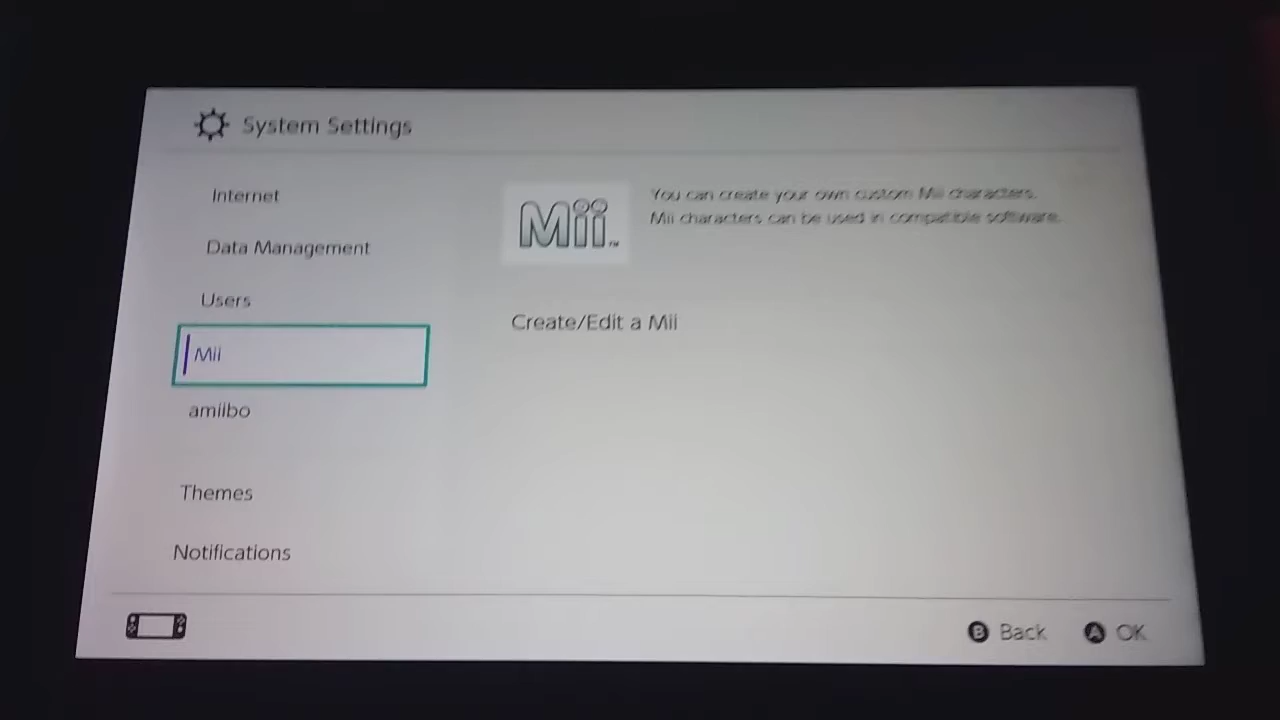 System Settings
Internet
Data Management
Users
Mii
amiibo
Themes
Notifications
Mii™
You can create your own custom Mii characters.
Mii characters can be used in compatible software.
Create/Edit a Mii
B Back
A OK